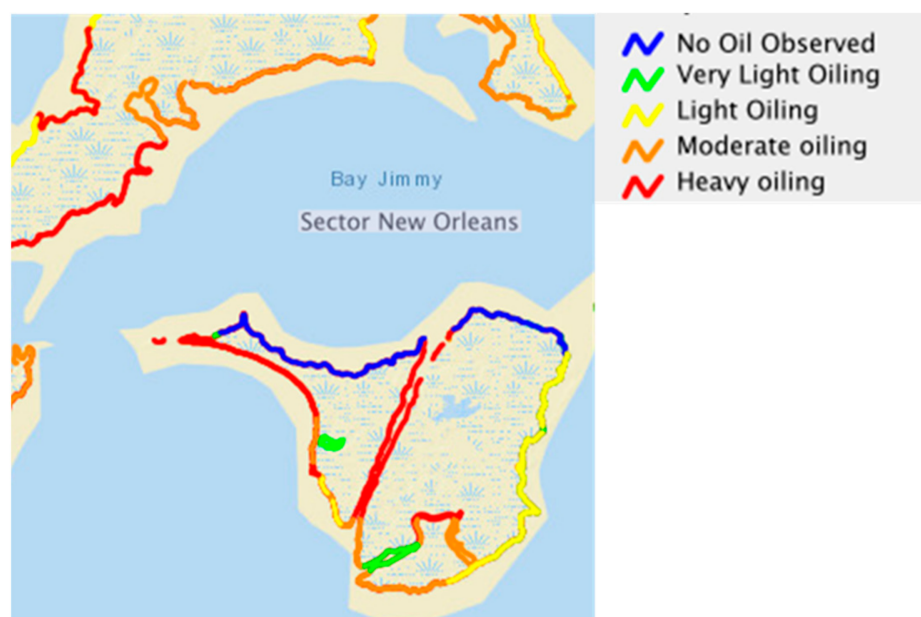 No Oil Observed
Very Light Oiling
Light Oiling
Moderate oiling
Heavy oiling
Bay Jimmy
Sector New Orleans